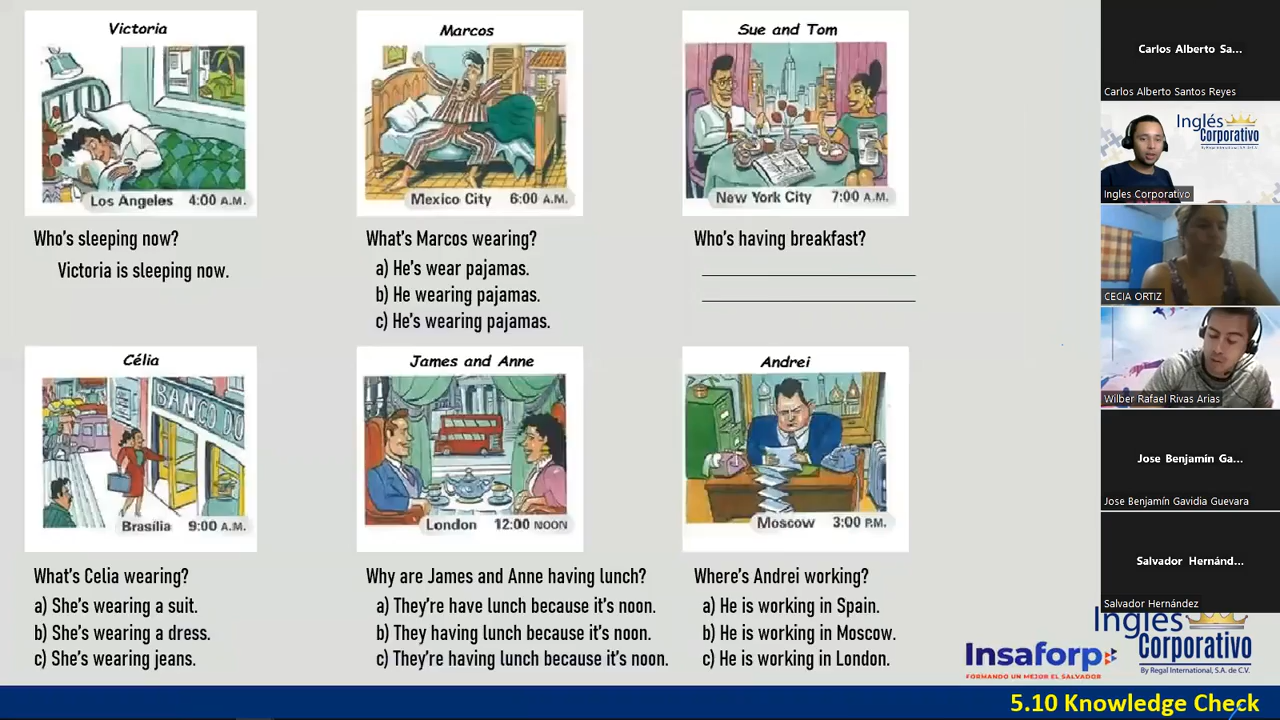 Victoria
Los Angeles 4:00 A.M.
Who's sleeping now?
Victoria is sleeping now.
Marcos
Mexico City 6:00 A.M.
What's Marcos wearing?
a) He's wear pajamas.
b) He wearing pajamas.
c) He's wearing pajamas.
Sue and Tom
New York City 7:00 A.M.
Who's having breakfast?
Célia
BANCO DO
Brasília 9:00 A.M.
What's Celia wearing?
a) She's wearing a suit.
b) She's wearing a dress.
c) She's wearing jeans.
James and Anne
London 12:00 NOON
Why are James and Anne having lunch?
a) They're have lunch because it's noon.
b) They having lunch because it's noon.
c) They're having lunch because it's noon.
Andrei
Moscow 3:00 P.M.
Where's Andrei working?
a) He is working in Spain.
b) He is working in Moscow.
c) He is working in London.
Carlos Alberto Sa...
Carlos Alberto Santos Reyes
Inglés
Corporativo
By Regal International, S.A. de C.V.
Ingles Corporativo
CECIA ORTIZ
Wilber Rafael Rivas Arias
Jose Benjamín Ga...
Jose Benjamín Gavidia Guevara
Salvador Hernánd...
Salvador Hernández
Insaforp
FORMANDO UN MEJOR EL SALVADOR
Inglés
Corporativo
By Regal International, S.A. de C.V.
5.10 Knowledge Check